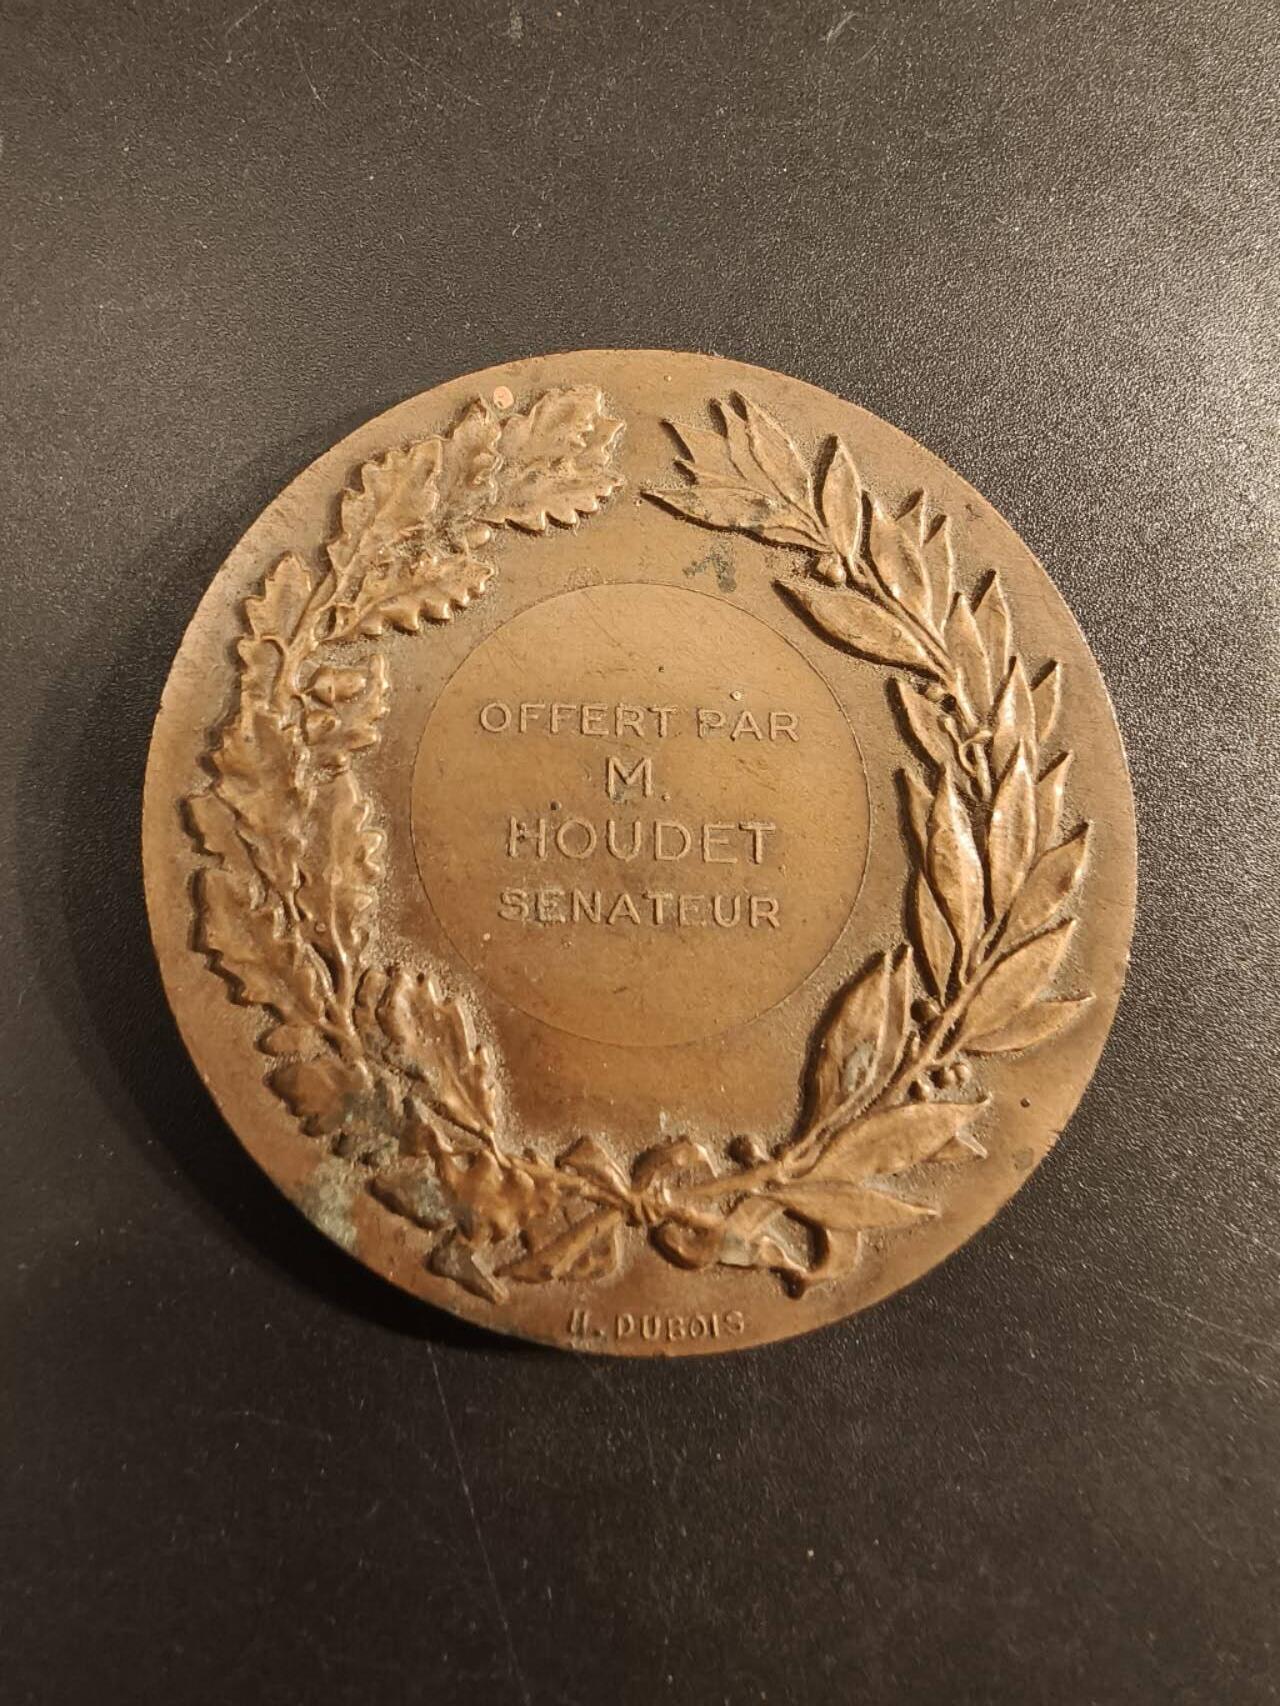 OFFERT PAR
M.
HOUDET
SENATEUR
H. DUBOIS